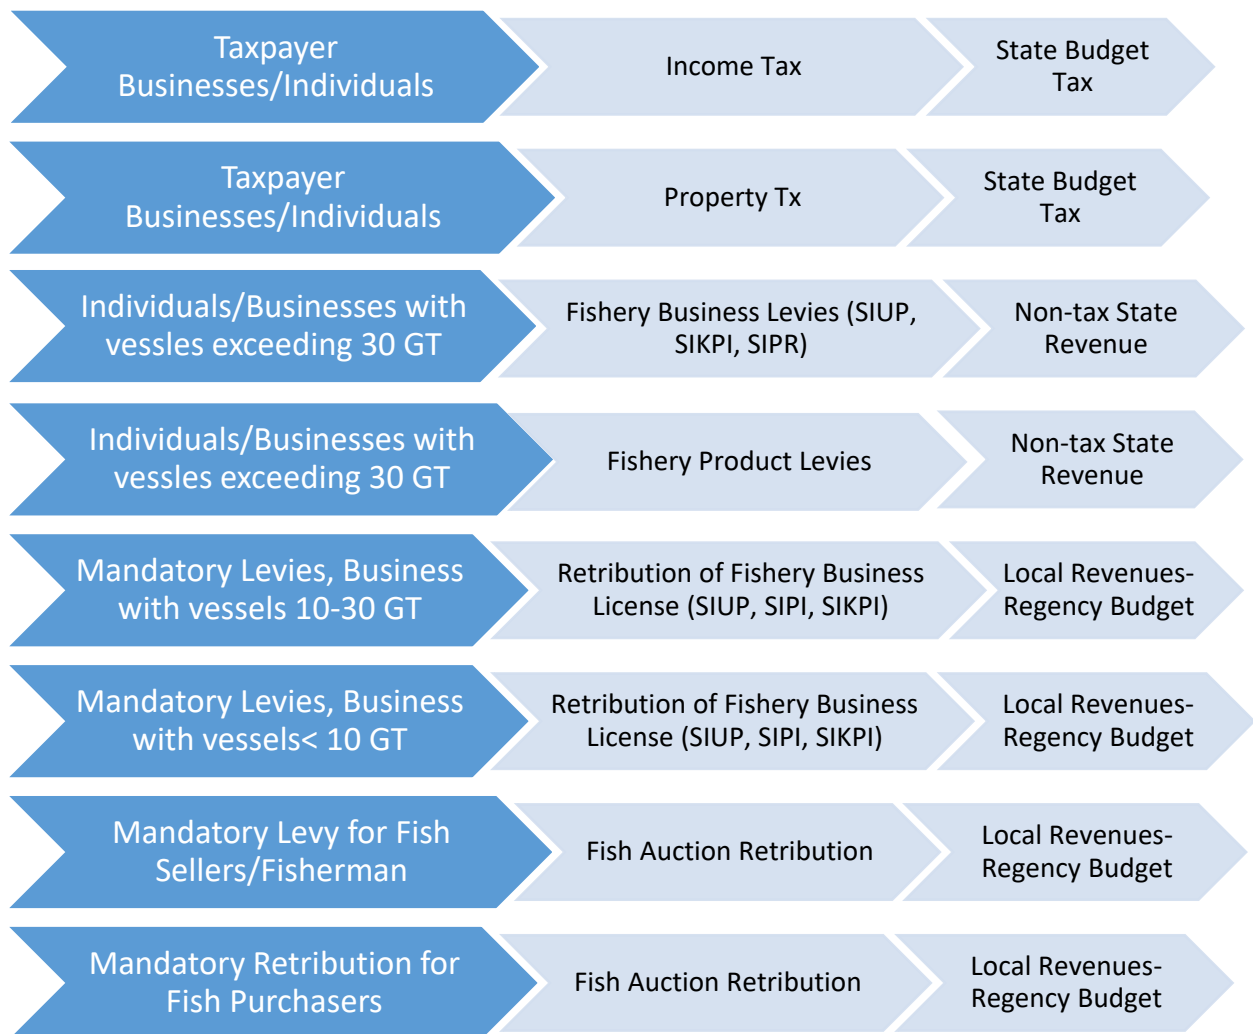 Taxpayer
Businesses/Individuals
Income Tax
State Budget
Tax
Taxpayer
Businesses/Individuals
Property Tx
State Budget
Tax
Individuals/Businesses with
vessles exceeding 30 GT
Fishery Business Levies (SIUP,
SIKPI, SIPR)
Non-tax State
Revenue
Individuals/Businesses with
vessles exceeding 30 GT
Fishery Product Levies
Non-tax State
Revenue
Mandatory Levies, Business
with vessels 10-30 GT
Retribution of Fishery Business
License (SIUP, SIPI, SIKPI)
Local Revenues-
Regency Budget
Mandatory Levies, Business
with vessels< 10 GT
Retribution of Fishery Business
License (SIUP, SIPI, SIKPI)
Local Revenues-
Regency Budget
Mandatory Levy for Fish
Sellers/Fisherman
Fish Auction Retribution
Local Revenues-
Regency Budget
Mandatory Retribution for
Fish Purchasers
Fish Auction Retribution
Local Revenues-
Regency Budget